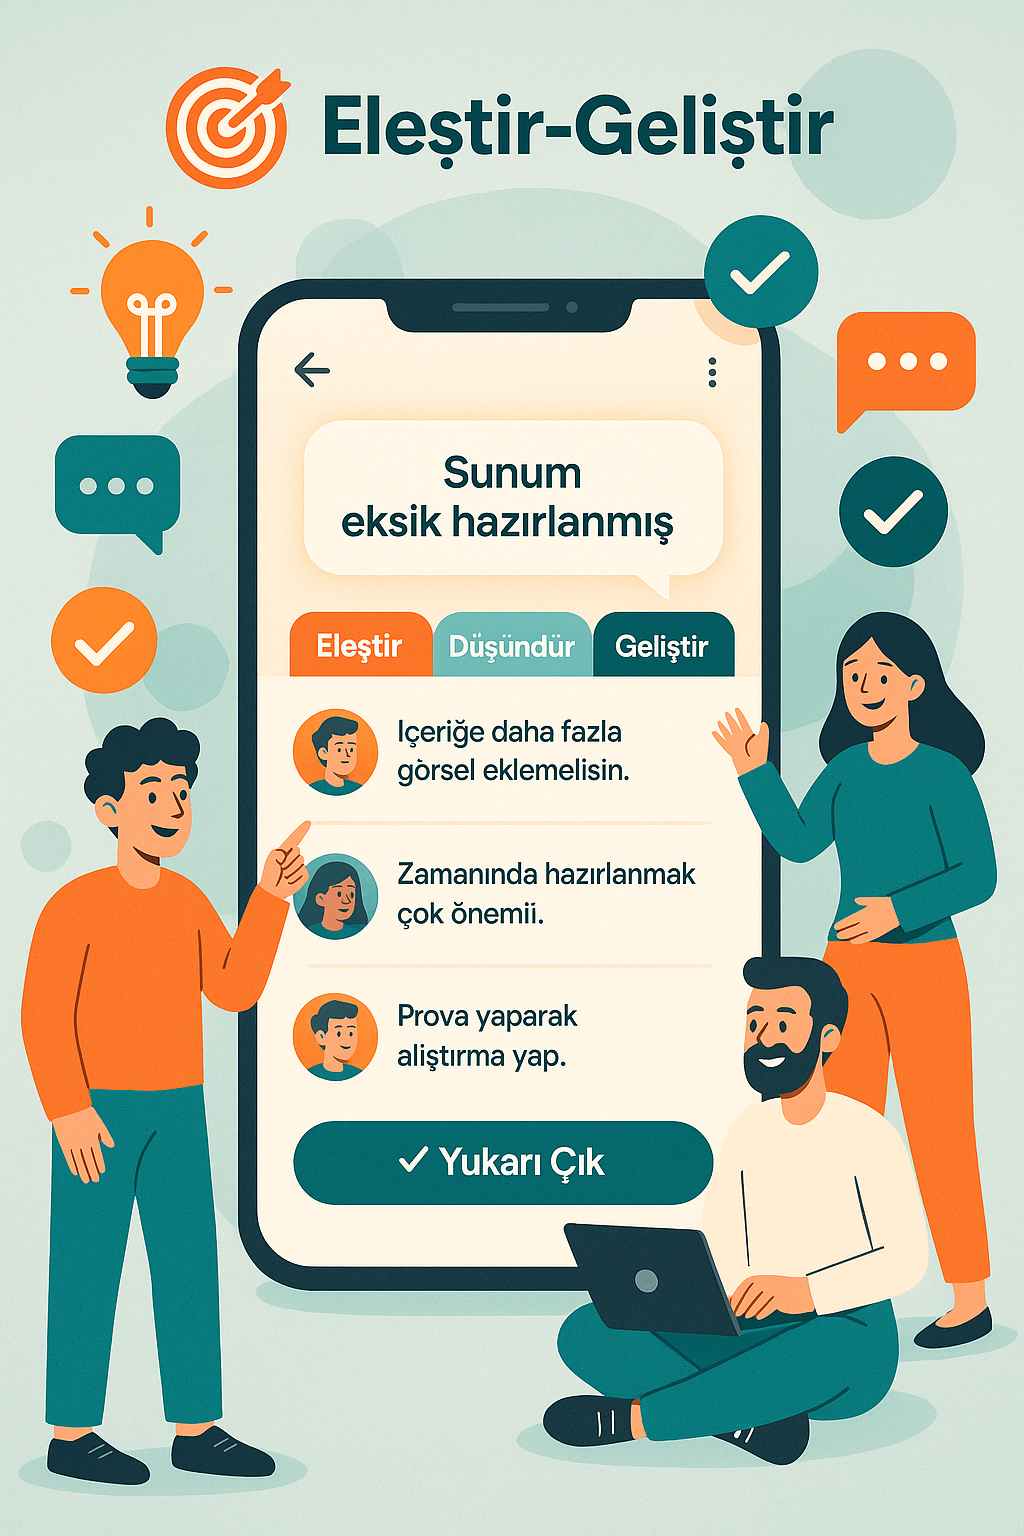 Eleştir-Geliştir
Sunum
eksik hazırlanmış
Eleştir
Düşündür
Geliştir
Içeriğe daha fazla
görsel eklemelisin.
Zamanında hazırlanmak
çok önemii.
Prova yaparak
aliştırma yap.
✓ Yukarı Çık